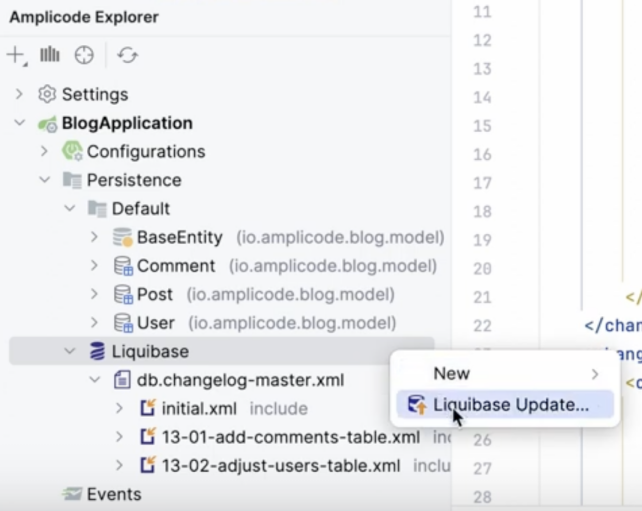 Amplicode Explorer
Settings
BlogApplication
Configurations
Persistence
Default
BaseEntity (io.amplicode.blog.model)
Comment (io.amplicode.blog.model)
Post (io.amplicode.blog.model)
User (io.amplicode.blog.model)
Liquibase
db.changelog-master.xml
initial.xml include
13-01-add-comments-table.xml inc
13-02-adjust-users-table.xml inclu
Events
New
Liquibase Update...
11
12
13
14
15
16
17
18
19
20
21 </
22 </chan
ang
<c
26
27
28